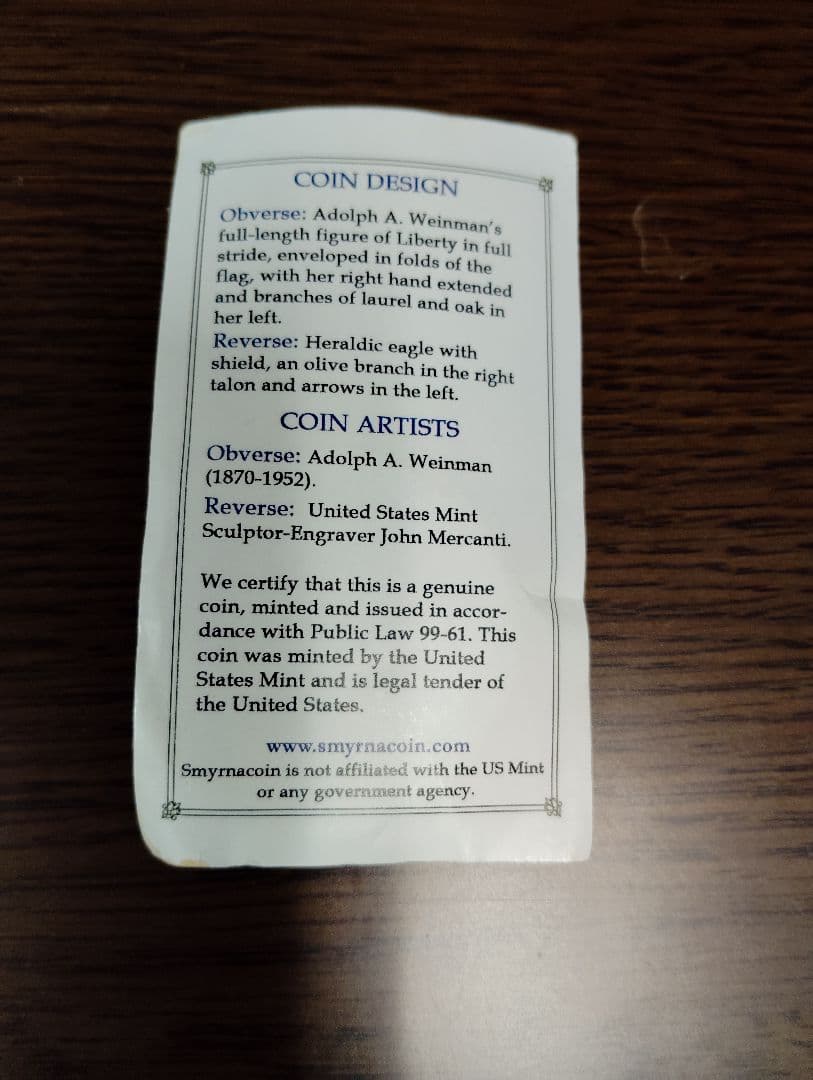 COIN DESIGN
Obverse: Adolph A. Weinman's
full-length figure of Liberty in full
stride, enveloped in folds of the
flag, with her right hand extended
and branches of laurel and oak in
her left.
Reverse: Heraldic eagle with
shield, an olive branch in the right
talon and arrows in the left.
COIN ARTISTS
Obverse: Adolph A. Weinman
(1870-1952).
Reverse: United States Mint
Sculptor-Engraver John Mercanti.
We certify that this is a genuine
coin, minted and issued in accor-
dance with Public Law 99-61. This
coin was minted by the United
States Mint and is legal tender of
the United States.
www.smyrnacoin.com
Smyrnacoin is not affiliated with the US Mint
or any government agency.